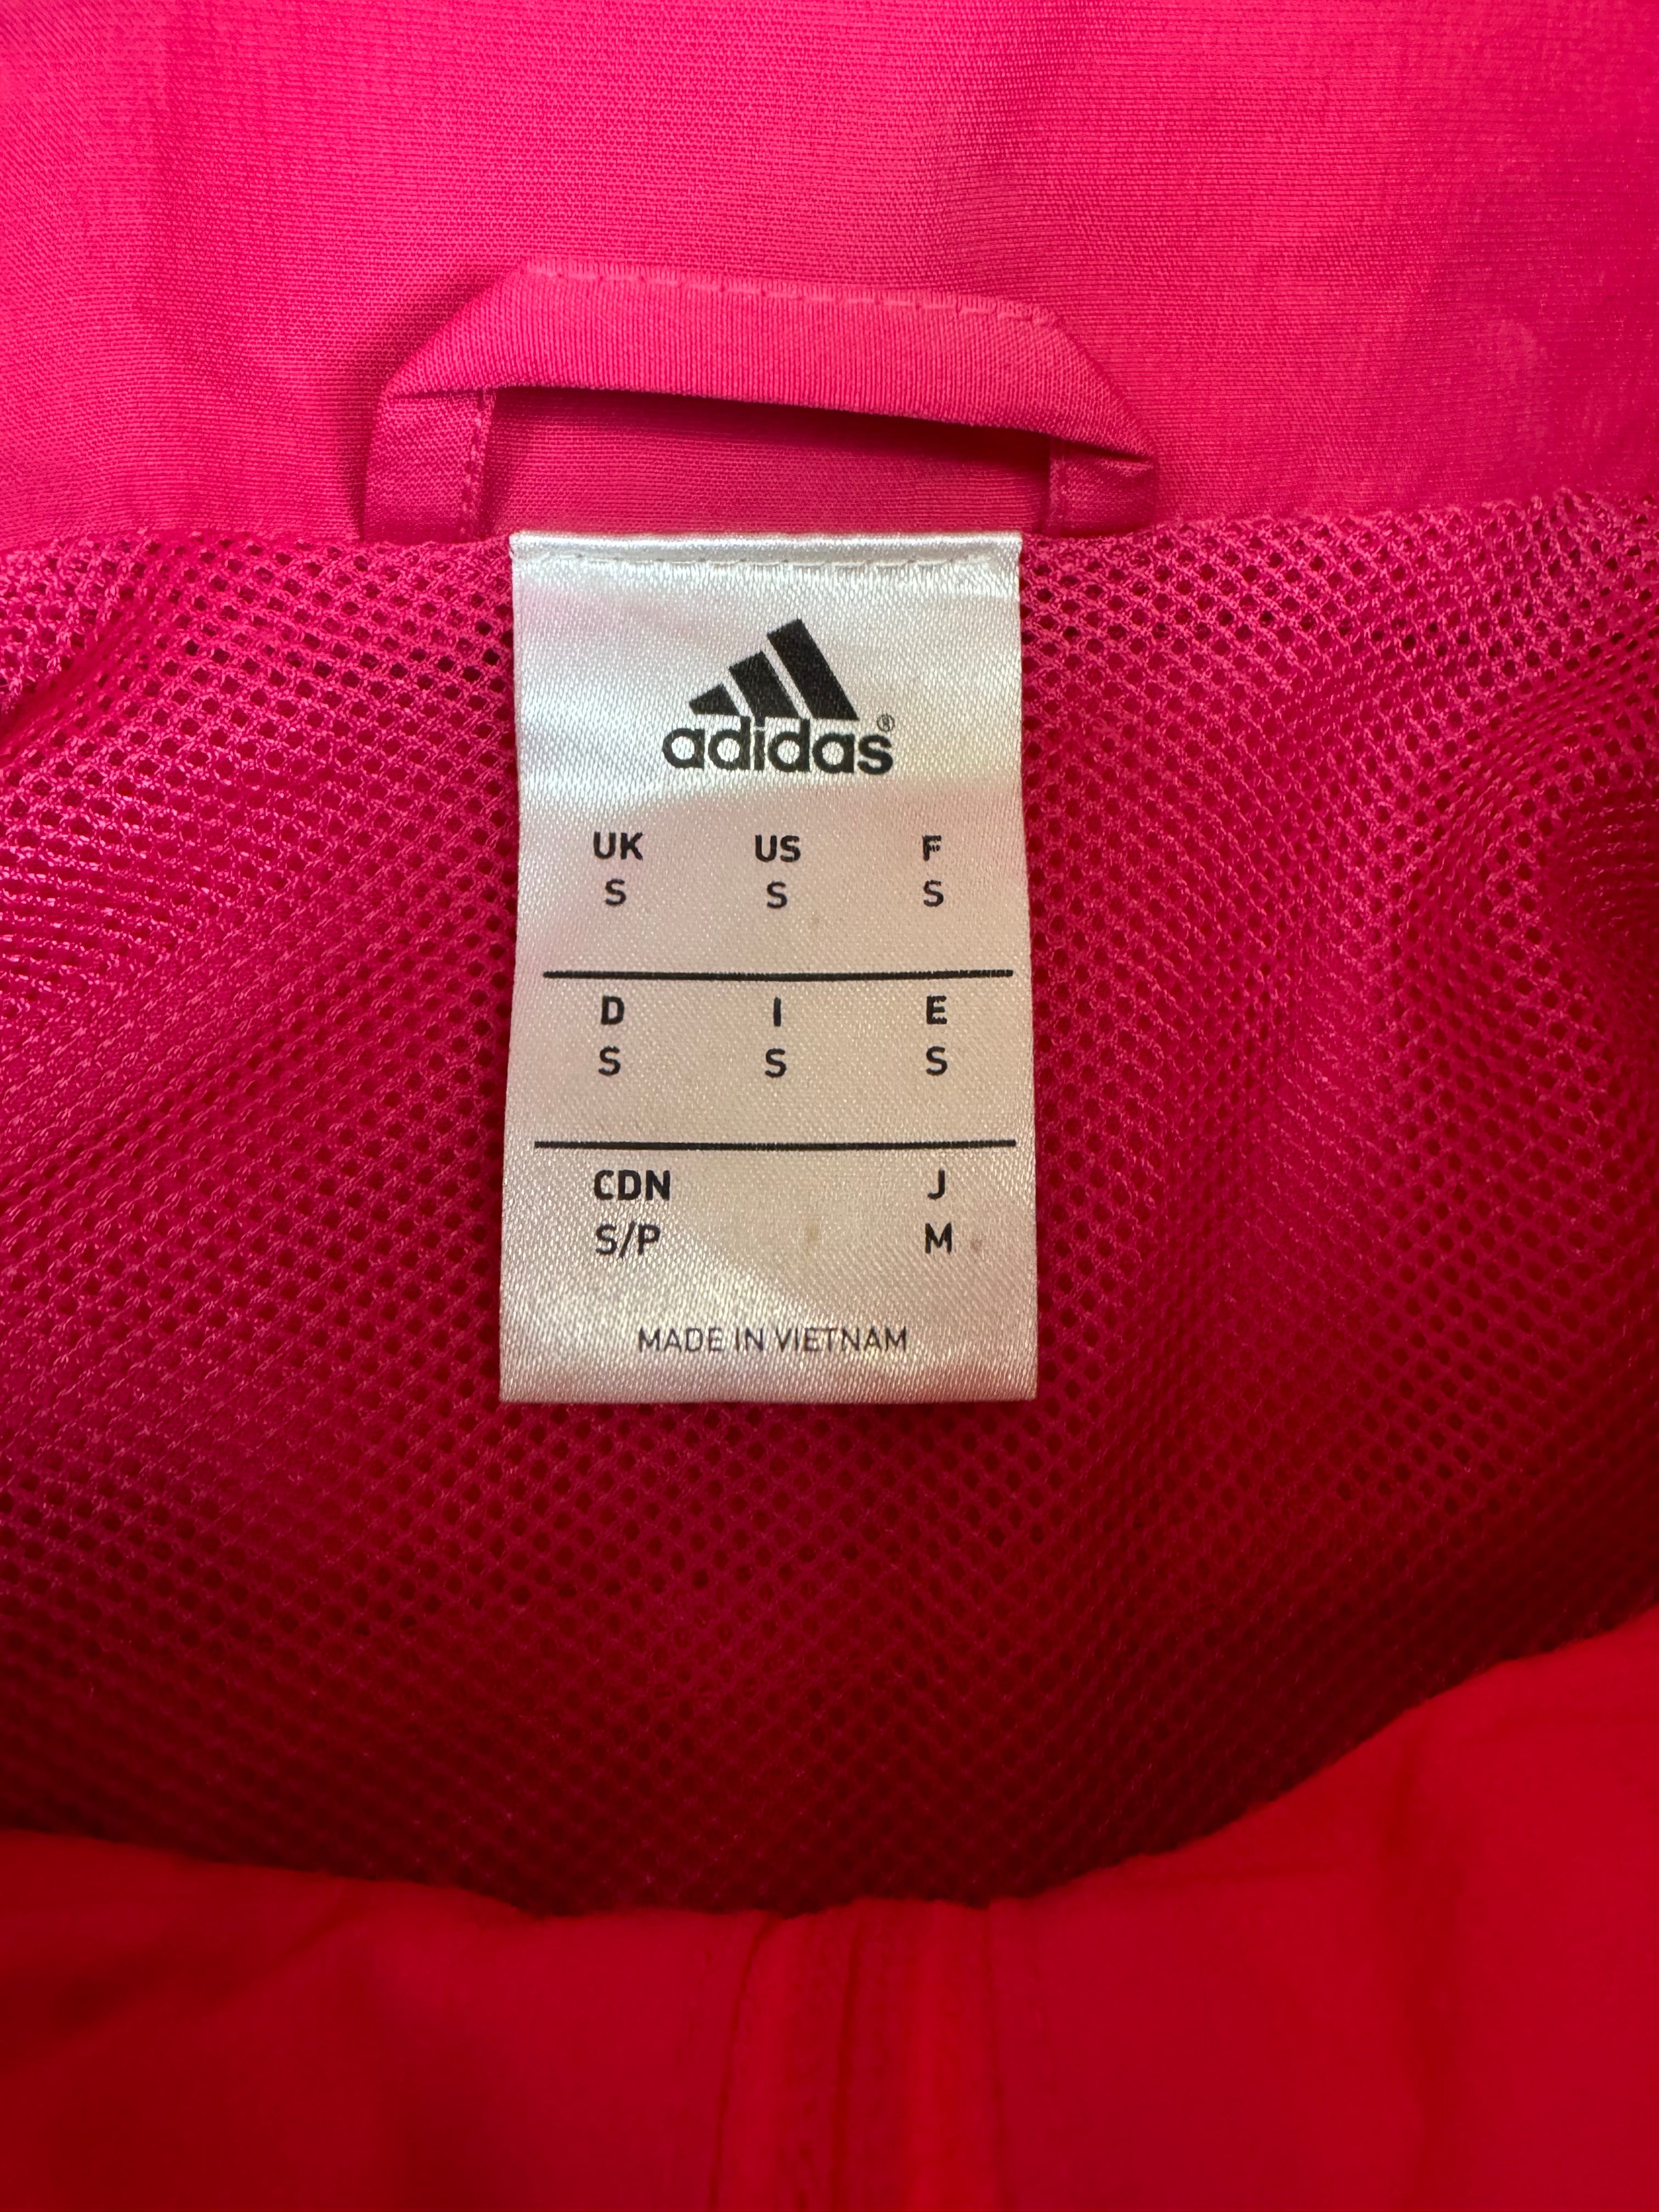 adidas®
UK US F
S S S
D I E
S S S
CDN J
S/P M
MADE IN VIETNAM